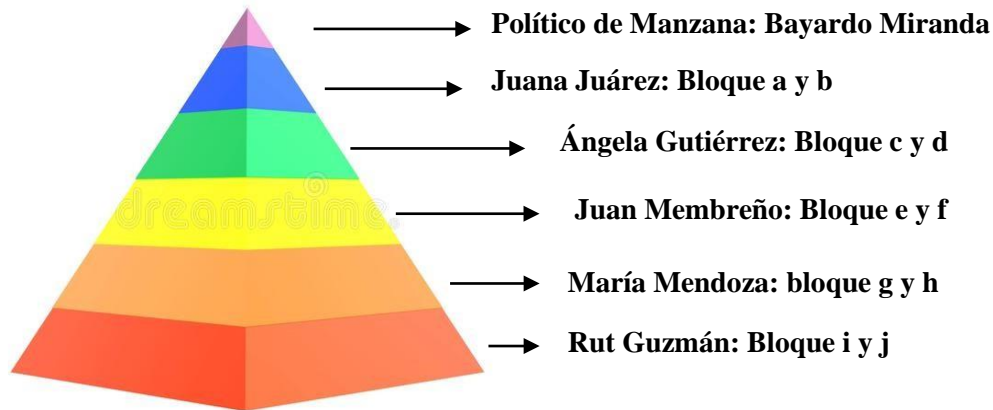 Político de Manzana: Bayardo Miranda
Juana Juárez: Bloque a y b
Ángela Gutiérrez: Bloque c y d
dreamstime.
Juan Membreño: Bloque e y f
María Mendoza: bloque g y h
Rut Guzmán: Bloque i y j